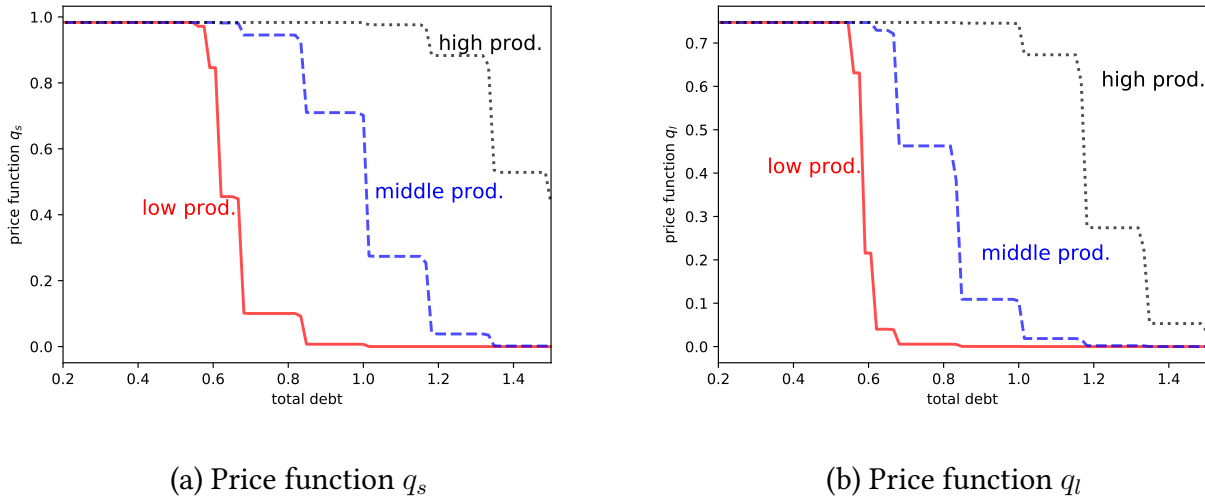 1.0
0.8
0.6
0.4
0.2
0.0
price function q_s
high prod.
middle prod.
low prod.
0.2 0.4 0.6 0.8 1.0 1.2 1.4
total debt
(a) Price function q_s
0.7
0.6
0.5
0.4
0.3
0.2
0.1
0.0
price function q_l
high prod.
low prod.
middle prod.
0.2 0.4 0.6 0.8 1.0 1.2 1.4
total debt
(b) Price function q_l